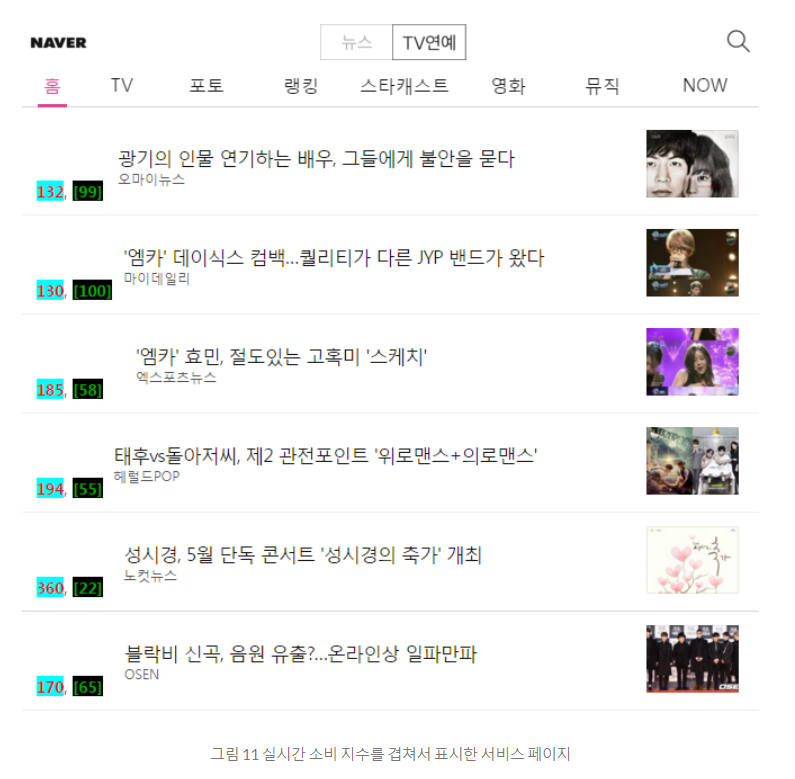 NAVER
뉴스 TV연예
홈 TV 포토 랭킹 스타캐스트 영화 뮤직 NOW
광기의 인물 연기하는 배우, 그들에게 불안을 묻다
오마이뉴스
132, [99]
'엠카' 데이식스 컴백...퀄리티가 다른 JYP 밴드가 왔다
마이데일리
130, [100]
'엠카' 효민, 절도있는 고혹미 '스케치'
엑스포츠뉴스
185, [58]
태후vs돌아저씨, 제2 관전포인트 '위로맨스+의로맨스'
헤럴드POP
194, [55]
성시경, 5월 단독 콘서트 '성시경의 축가' 개최
노컷뉴스
360, [22]
축가
블락비 신곡, 음원 유출?...온라인상 일파만파
OSEN
170, [65]
OSEN
그림 11 실시간 소비 지수를 겹쳐서 표시한 서비스 페이지